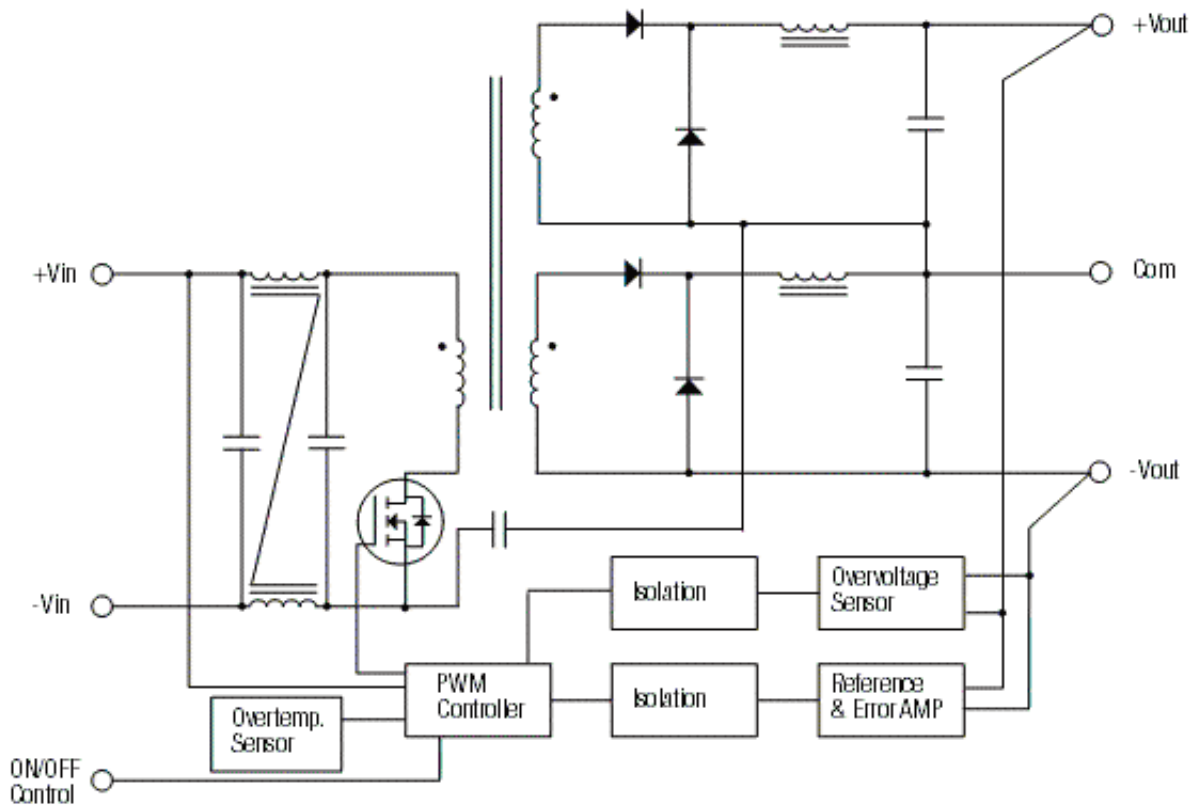 +Vout
+Vin
Com
-Vout
-Vin
Isolation
Overvoltage
Sensor
PWM
Controller
Isolation
Reference
& Error AMP
Overtemp.
Sensor
ON/OFF
Control